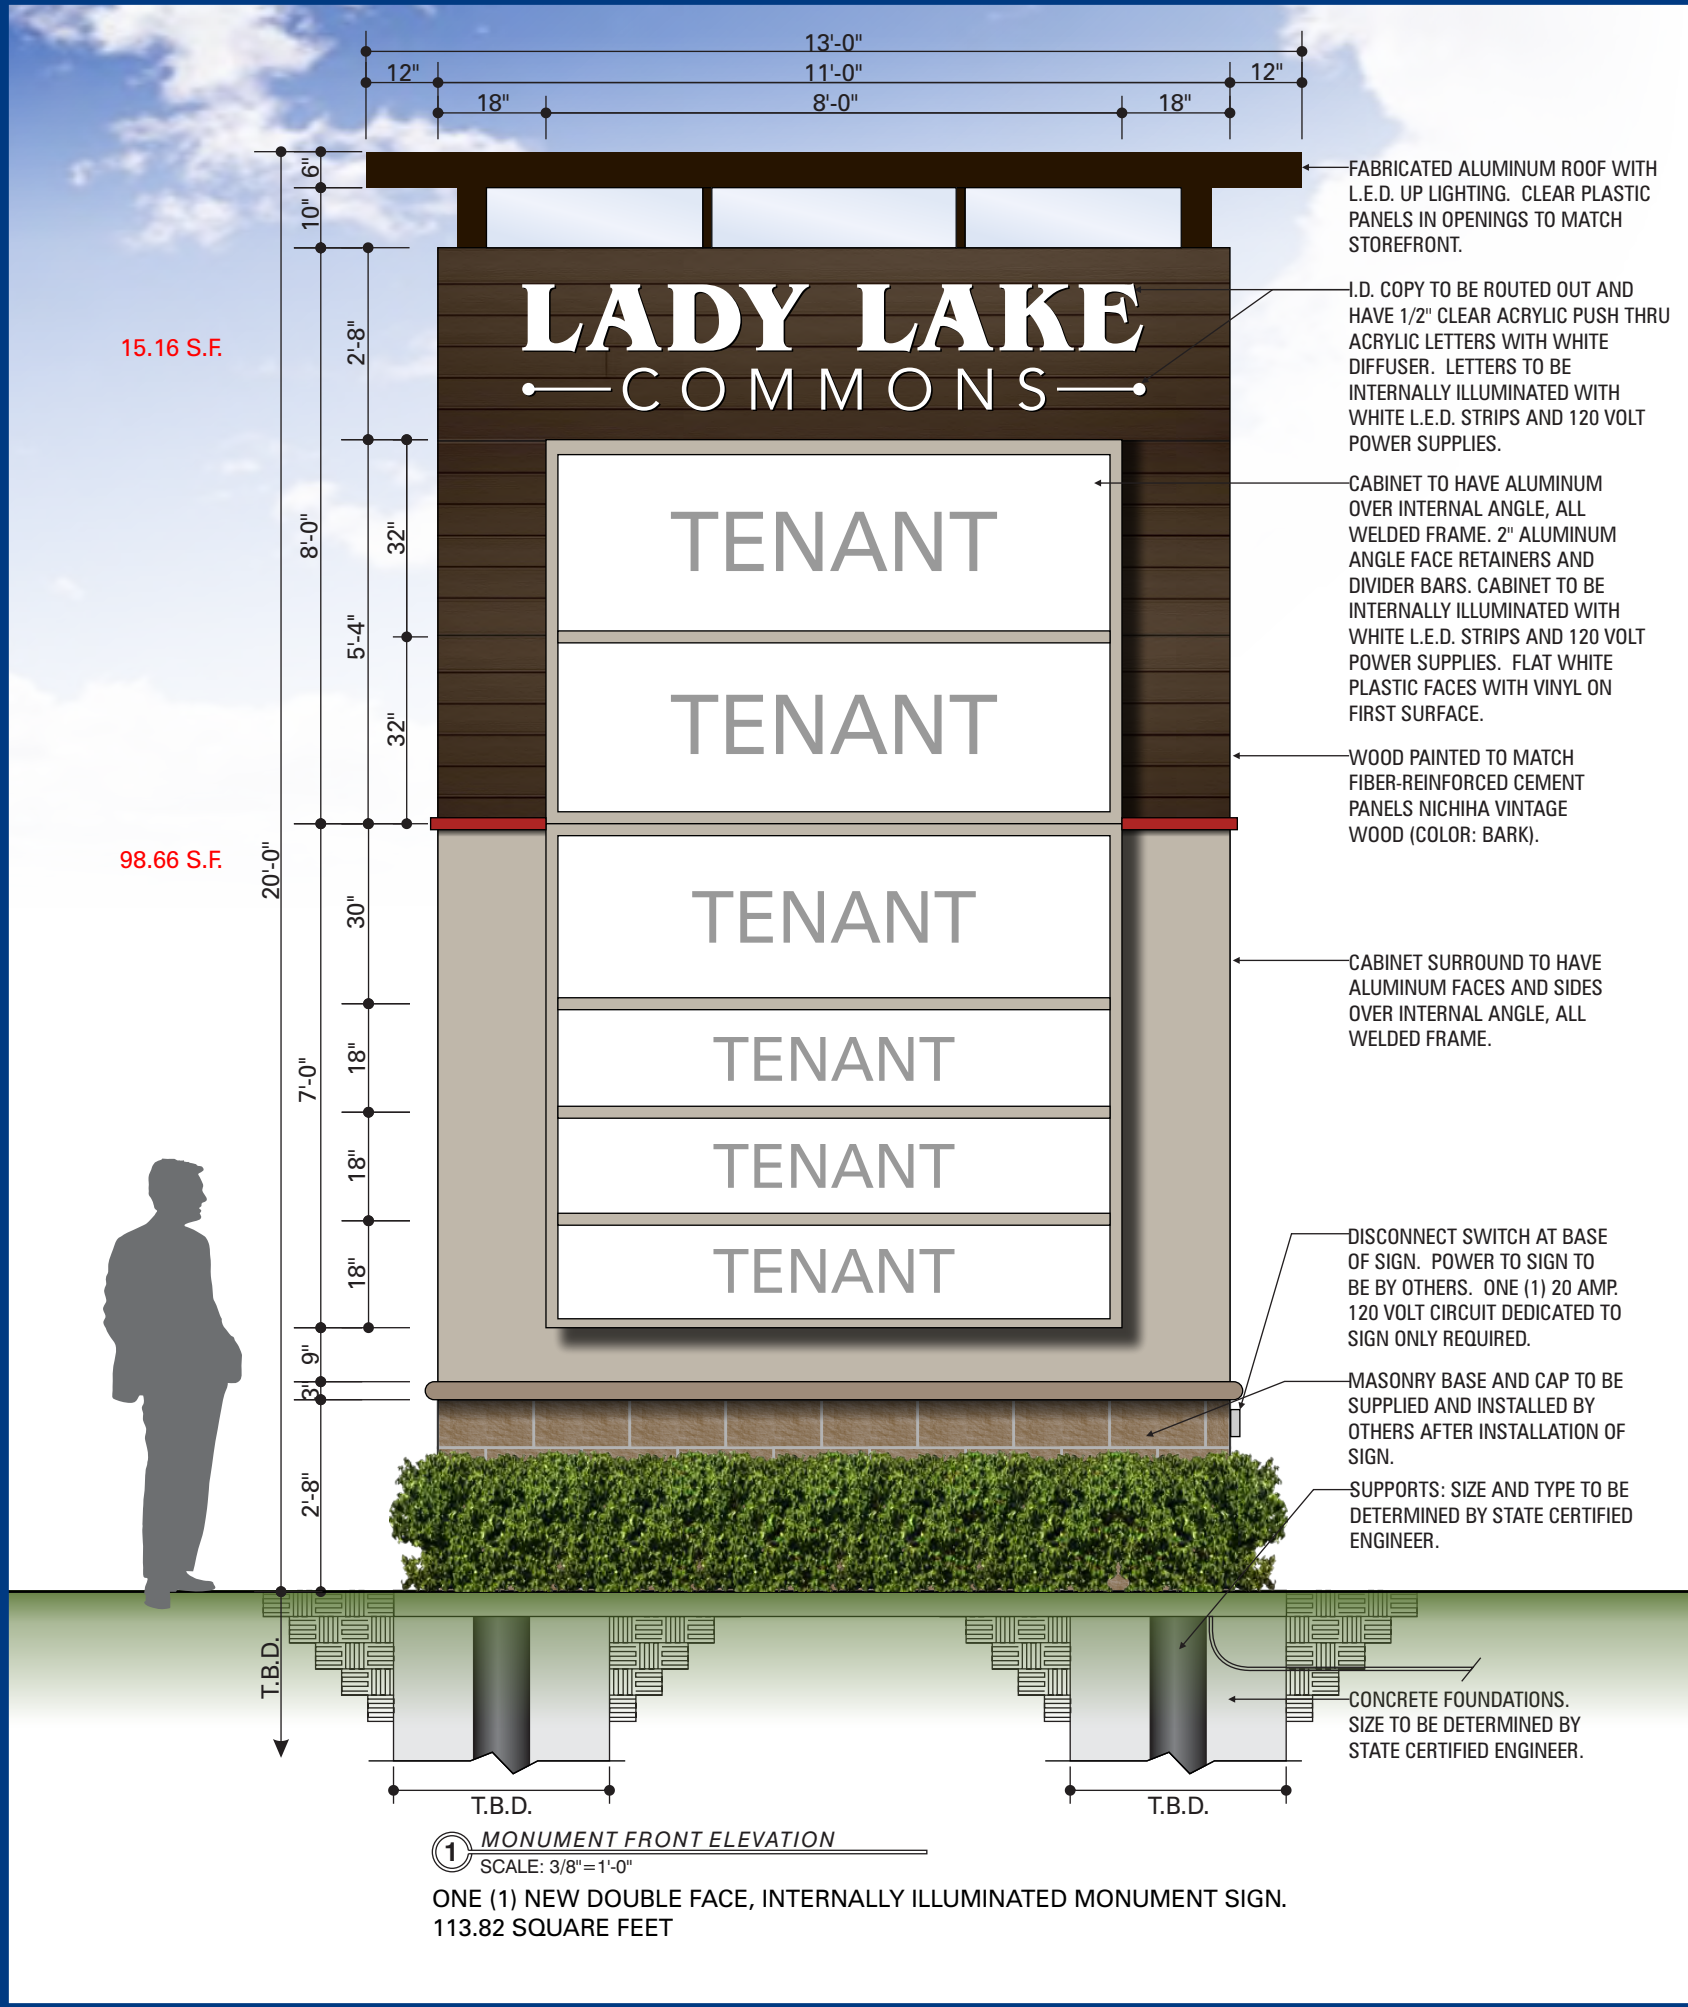 13'-0"
12"
11'-0"
12"
18"
8'-0"
18"
6"
10"
2'-8"
15.16 S.F.
8'-0"
32"
5'-4"
32"
98.66 S.F.
20'-0"
30"
7'-0"
18"
18"
18"
9"
3"
2'-8"
T.B.D.
LADY LAKE
COMMONS
TENANT
TENANT
TENANT
TENANT
TENANT
TENANT
FABRICATED ALUMINUM ROOF WITH
L.E.D. UP LIGHTING. CLEAR PLASTIC
PANELS IN OPENINGS TO MATCH
STOREFRONT.
I.D. COPY TO BE ROUTED OUT AND
HAVE 1/2" CLEAR ACRYLIC PUSH THRU
ACRYLIC LETTERS WITH WHITE
DIFFUSER. LETTERS TO BE
INTERNALLY ILLUMINATED WITH
WHITE L.E.D. STRIPS AND 120 VOLT
POWER SUPPLIES.
CABINET TO HAVE ALUMINUM
OVER INTERNAL ANGLE, ALL
WELDED FRAME. 2" ALUMINUM
ANGLE FACE RETAINERS AND
DIVIDER BARS. CABINET TO BE
INTERNALLY ILLUMINATED WITH
WHITE L.E.D. STRIPS AND 120 VOLT
POWER SUPPLIES. FLAT WHITE
PLASTIC FACES WITH VINYL ON
FIRST SURFACE.
WOOD PAINTED TO MATCH
FIBER-REINFORCED CEMENT
PANELS NICHIHA VINTAGE
WOOD (COLOR: BARK).
CABINET SURROUND TO HAVE
ALUMINUM FACES AND SIDES
OVER INTERNAL ANGLE, ALL
WELDED FRAME.
DISCONNECT SWITCH AT BASE
OF SIGN. POWER TO SIGN TO
BE BY OTHERS. ONE (1) 20 AMP.
120 VOLT CIRCUIT DEDICATED TO
SIGN ONLY REQUIRED.
MASONRY BASE AND CAP TO BE
SUPPLIED AND INSTALLED BY
OTHERS AFTER INSTALLATION OF
SIGN.
SUPPORTS: SIZE AND TYPE TO BE
DETERMINED BY STATE CERTIFIED
ENGINEER.
CONCRETE FOUNDATIONS.
SIZE TO BE DETERMINED BY
STATE CERTIFIED ENGINEER.
T.B.D.
T.B.D.
1
MONUMENT FRONT ELEVATION
SCALE: 3/8"=1'-0"
ONE (1) NEW DOUBLE FACE, INTERNALLY ILLUMINATED MONUMENT SIGN.
113.82 SQUARE FEET